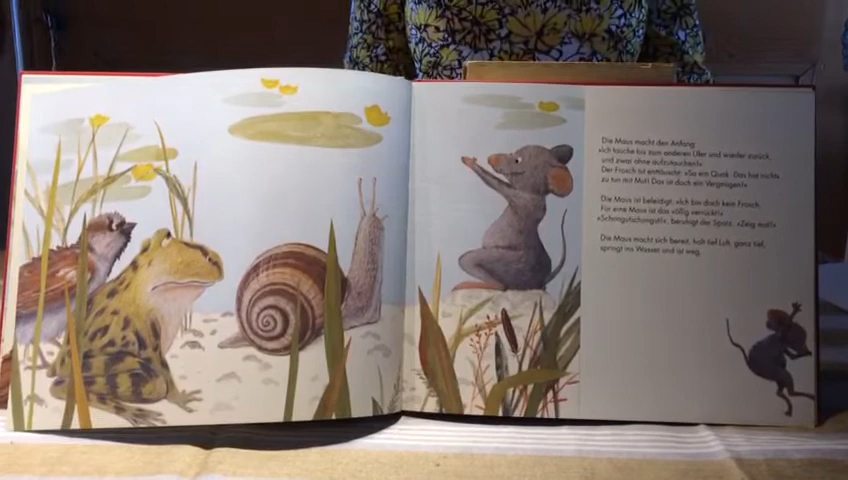 Die Maus macht den Anfang.
»Ich tauche bis zum anderen Ufer und wieder zurück,
und zwar ohne aufzutauchen!«
Der Frosch ist enttäuscht: »So ein Quark. Das hat nichts
zu tun mit Mut! Das ist doch ein Vergnügen!«
Die Maus ist beleidigt. »Ich bin doch kein Frosch.
Für eine Maus ist das völlig verrückt!«
beruhigt der Spatz. »Zeig mal!«
Die Maus macht sich bereit, holt tief Luft, ganz tief,
springt ins Wasser und ist weg.